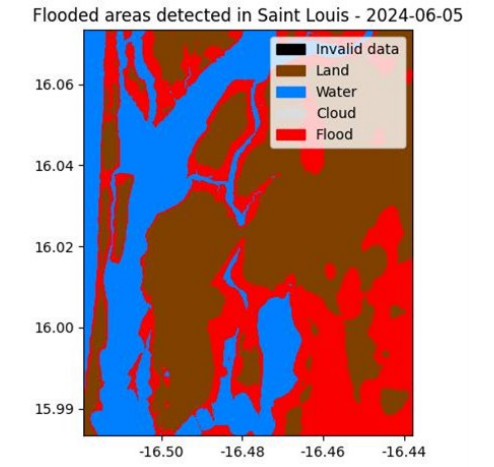 Flooded areas detected in Saint Louis - 2024-06-05
Invalid data
Land
Water
Cloud
Flood
16.06
16.04
16.02
16.00
15.99
-16.50
-16.48
-16.46
-16.44